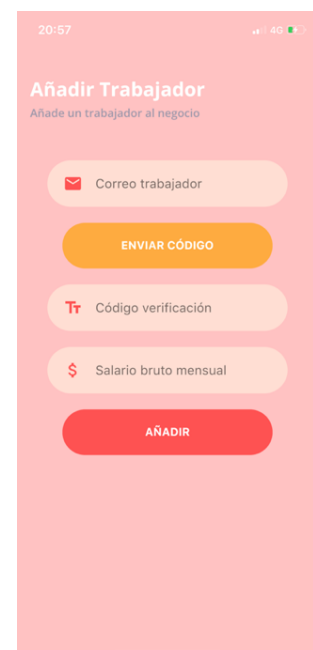 20:57 4G
Añadir Trabajador
Añade un trabajador al negocio
Correo trabajador
ENVIAR CÓDIGO
Tт Código verificación
$ Salario bruto mensual
AÑADIR